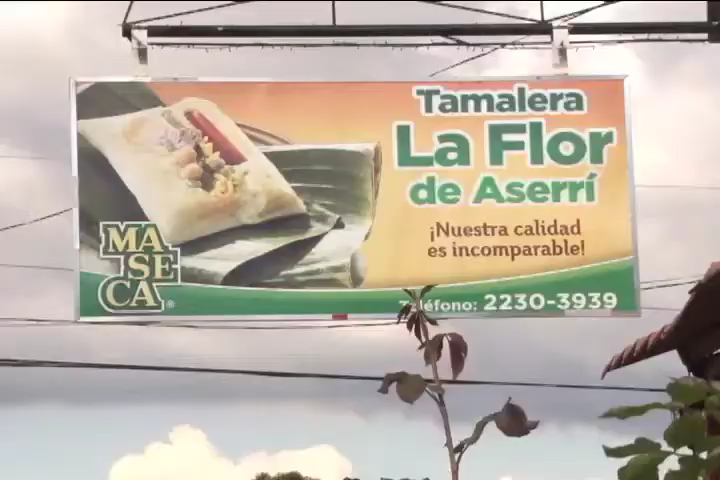 Tamalera
La Flor
de Aserrí
¡Nuestra calidad
es incomparable!
MA
SE
CA®
Teléfono: 2230-3939